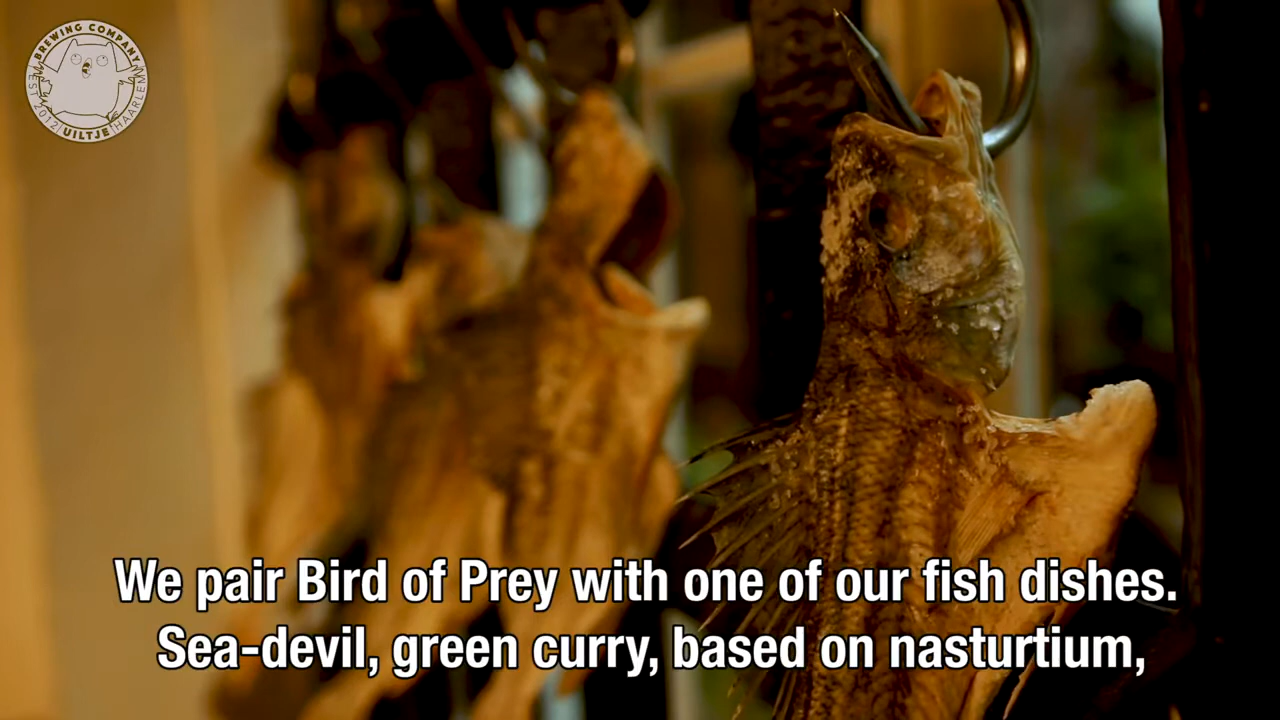 BREWING COMPANY
EST 2012 UILTJE HAARLEM
We pair Bird of Prey with one of our fish dishes.
Sea-devil, green curry, based on nasturtium,